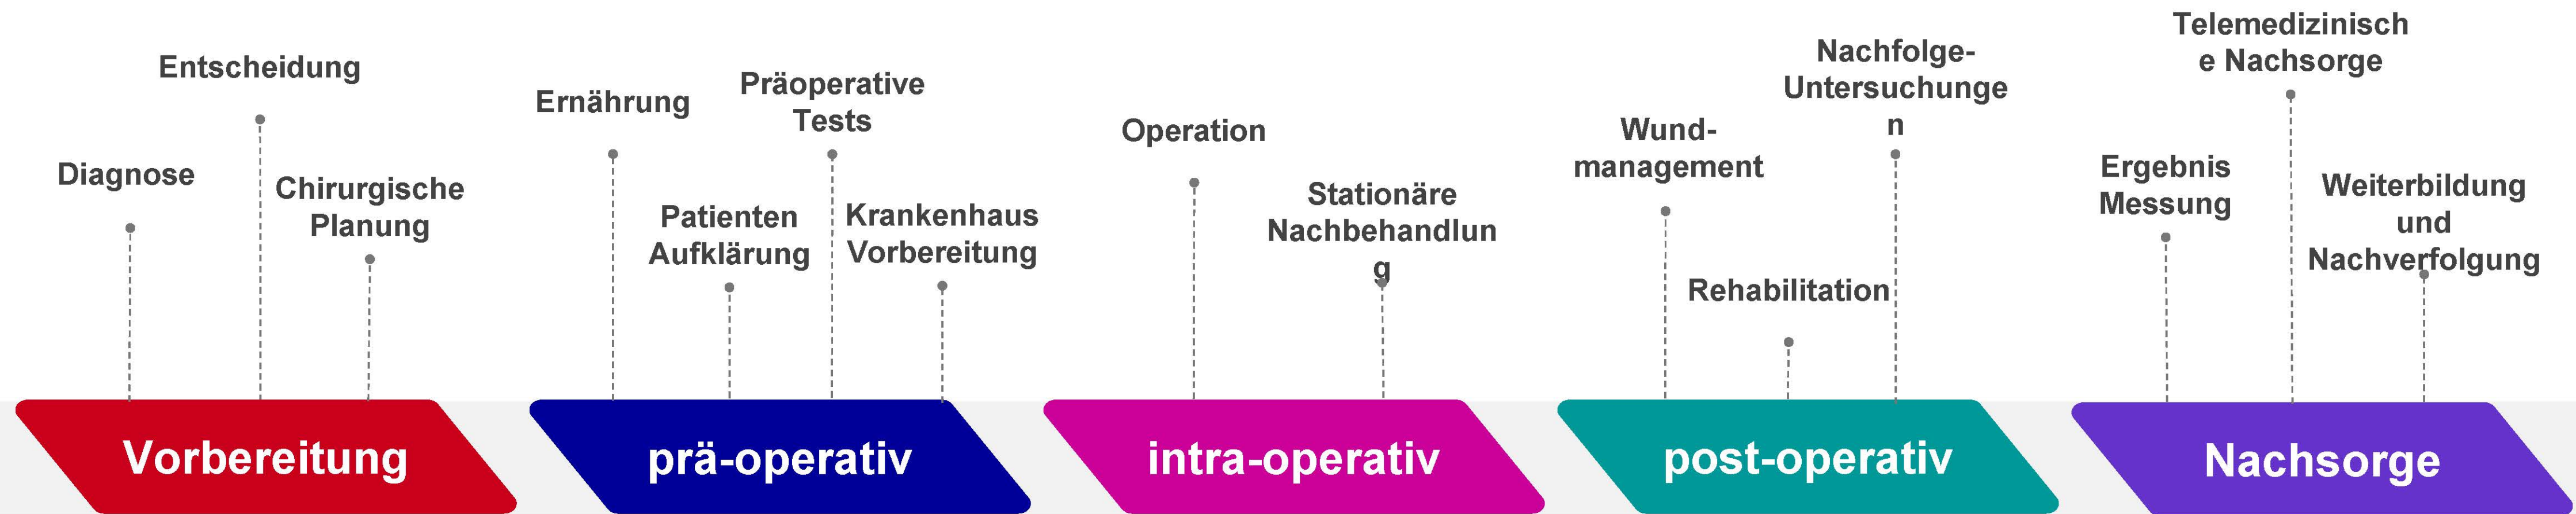 Diagnose
Entscheidung
Chirurgische
Planung
Ernährung
Patienten
Aufklärung
Präoperative
Tests
Krankenhaus
Vorbereitung
Operation
Stationäre
Nachbehandlun
g
Wund-
management
Rehabilitation
Nachfolge-
Untersuchunge
n
Ergebnis
Messung
Telemedizinisch
e Nachsorge
Weiterbildung
und
Nachverfolgung
Vorbereitung
prä-operativ
intra-operativ
post-operativ
Nachsorge